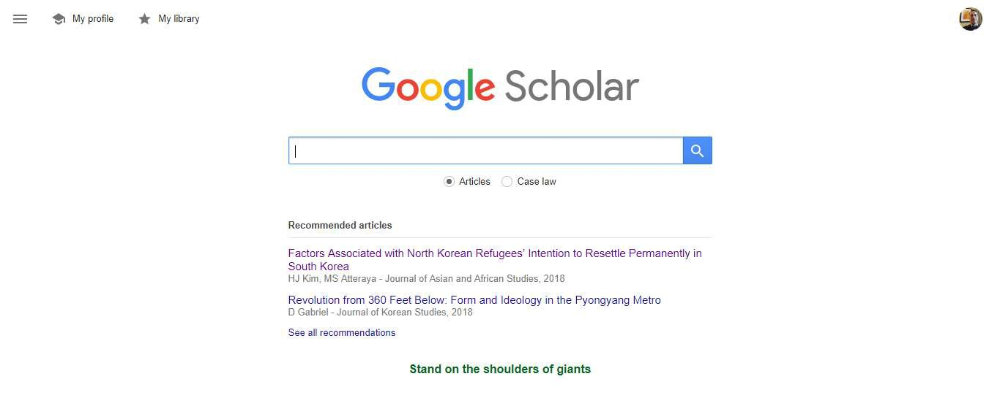 My profile My library
Google Scholar
Articles Case law
Recommended articles
Factors Associated with North Korean Refugees’ Intention to Resettle Permanently in
South Korea
HJ Kim, MS Atteraya - Journal of Asian and African Studies, 2018
Revolution from 360 Feet Below: Form and Ideology in the Pyongyang Metro
D Gabriel - Journal of Korean Studies, 2018
See all recommendations
Stand on the shoulders of giants